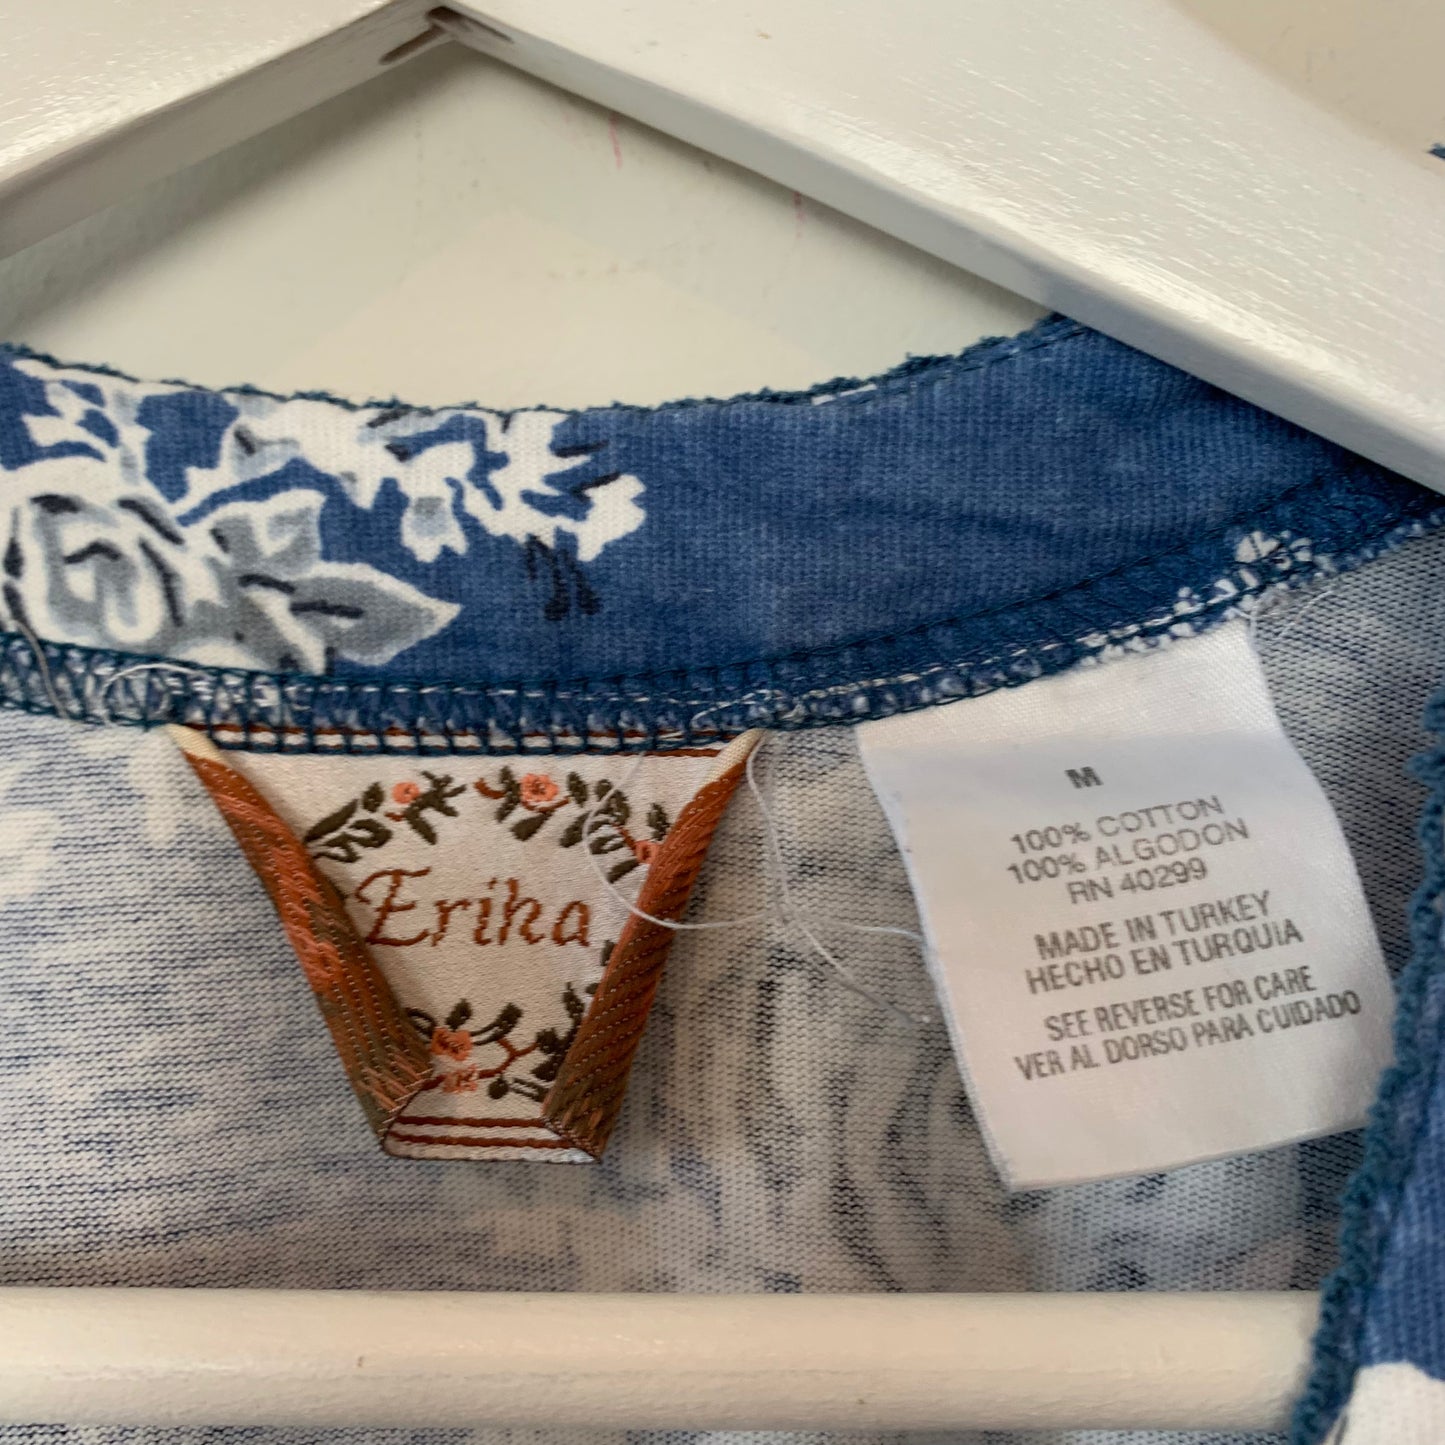 Erika
M
100% COTTON
100% ALGODON
RN 40299
MADE IN TURKEY
HECHO EN TURQUIA
SEE REVERSE FOR CARE
VER AL DORSO PARA CUIDADO